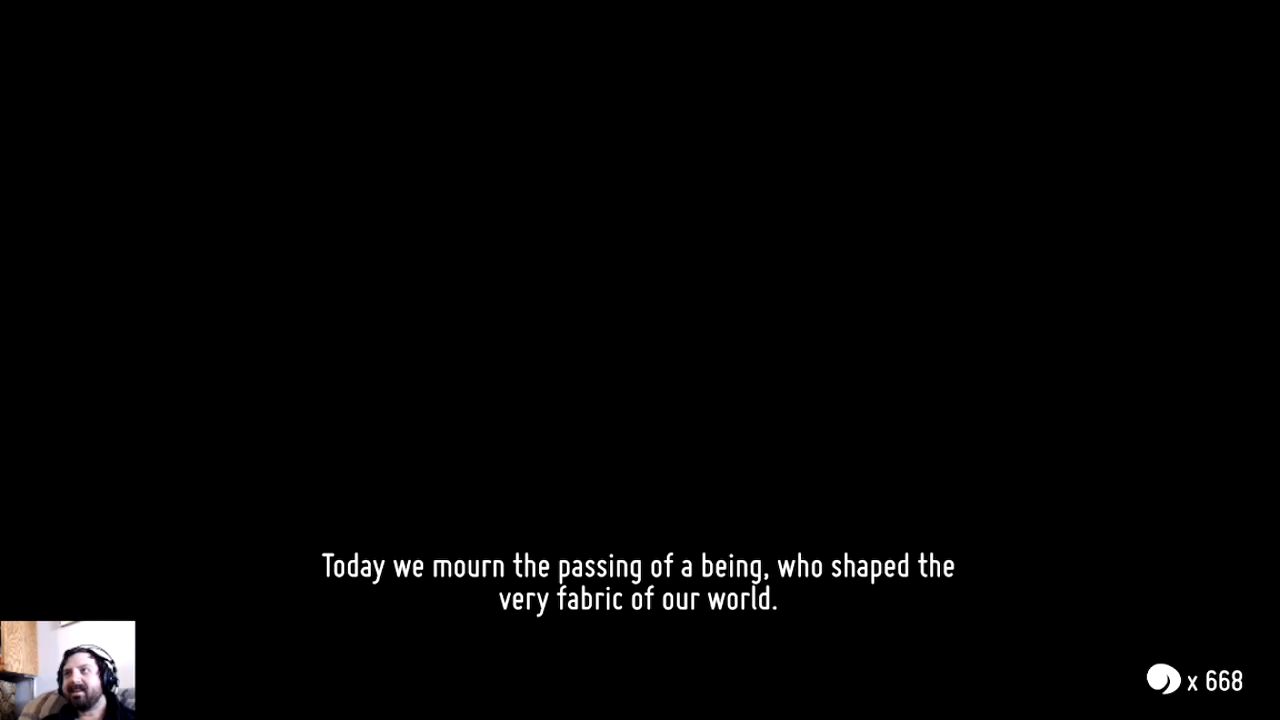 Today we mourn the passing of a being, who shaped the
very fabric of our world.
x 668